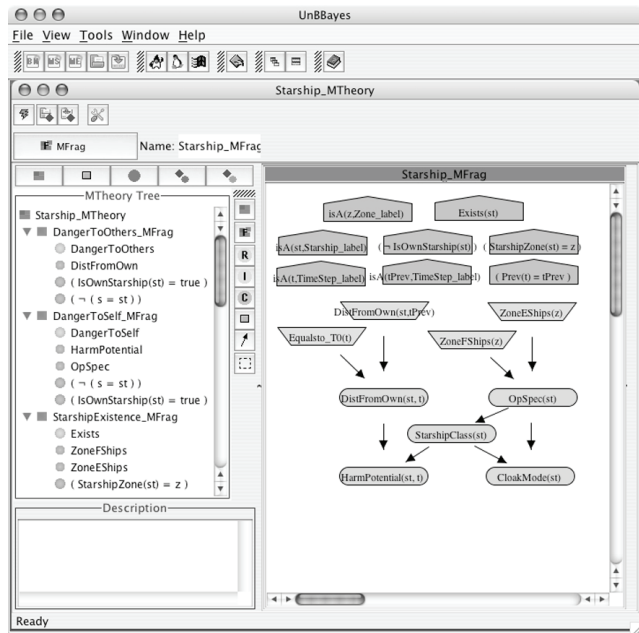 UnBBayes
File View Tools Window Help
Starship_MTheory
MFrag Name: Starship_MFrag
MTheory Tree
Starship_MTheory
DangerToOthers_MFrag
DangerToOthers
DistFromOwn
( IsOwnStarship(st) = true )
( ¬ ( s = st ) )
DangerToSelf_MFrag
DangerToSelf
HarmPotential
OpSpec
( ¬ ( s = st ) )
( IsOwnStarship(st) = true )
StarshipExistence_MFrag
Exists
ZoneFShips
ZoneEShips
( StarshipZone(st) = z )
R
I
C
Description
Starship_MFrag
isA(z,Zone_label)
Exists(st)
isA(st,Starship_label)
( ¬ IsOwnStarship(st) )
( StarshipZone(st) = z )
isA(t,TimeStep_label)
isA(tPrev,TimeStep_label)
( Prev(t) = tPrev )
DistFromOwn(st,tPrev)
ZoneEShips(z)
Equalsto_T0(t)
ZoneFShips(z)
DistFromOwn(st, t)
OpSpec(st)
StarshipClass(st)
HarmPotential(st, t)
CloakMode(st)
Ready